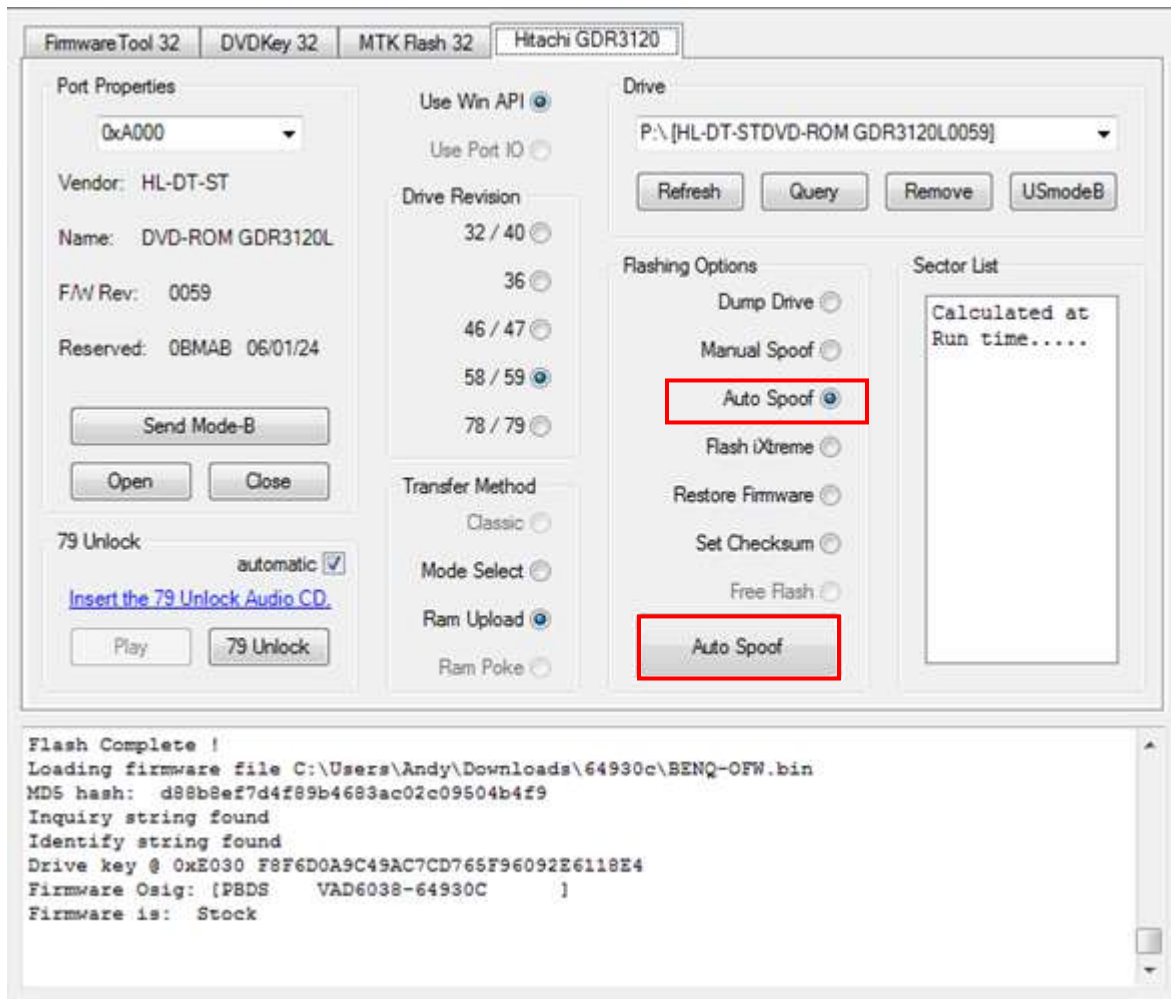 FirmwareTool 32 DVDKey 32 MTK Flash 32 Hitachi GDR3120
Port Properties
0xA000
Vendor: HL-DT-ST
Name: DVD-ROM GDR3120L
F/W Rev: 0059
Reserved: 0BMAB 06/01/24
Send Mode-B
Open Close
79 Unlock
automatic
Insert the 79 Unlock Audio CD.
Play 79 Unlock
Use Win API
Use Port IO
Drive Revision
32 / 40
36
46 / 47
58 / 59
78 / 79
Transfer Method
Classic
Mode Select
Ram Upload
Ram Poke
Drive
P:\ [HL-DT-STDVD-ROM GDR3120L0059]
Refresh Query Remove USmodeB
Flashing Options
Dump Drive
Manual Spoof
Auto Spoof
Flash iXtreme
Restore Firmware
Set Checksum
Free Flash
Auto Spoof
Sector List
Calculated at
Run time.....
Flash Complete !
Loading firmware file C:\Users\Andy\Downloads\64930c\BENQ-OFW.bin
MD5 hash: d88b8ef7d4f89b4683ac02c09504b4f9
Inquiry string found
Identify string found
Drive key @ 0xE030 F8F6D0A9C49AC7CD765F96092E6118E4
Firmware Osig: [PBDS VAD6038-64930C ]
Firmware is: Stock